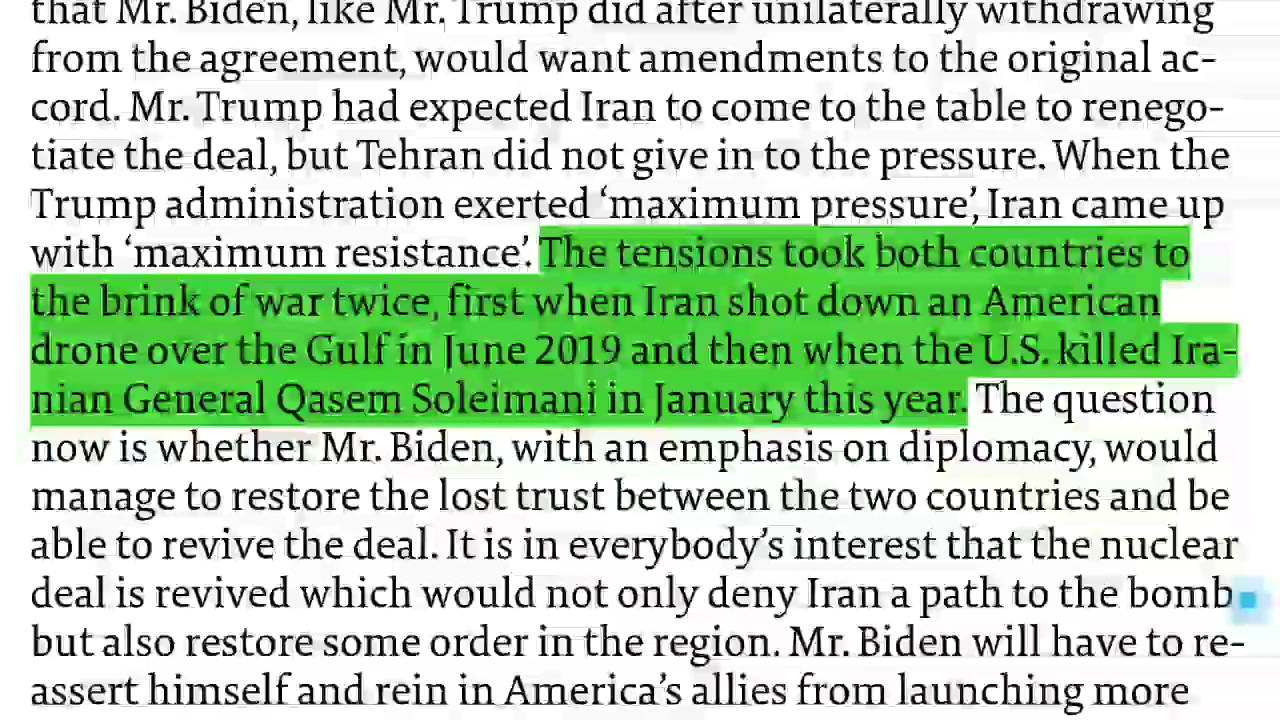 that Mr. Biden, like Mr. Trump did after unilaterally withdrawing
from the agreement, would want amendments to the original ac-
cord. Mr. Trump had expected Iran to come to the table to renego-
tiate the deal, but Tehran did not give in to the pressure. When the
Trump administration exerted ‘maximum pressure’, Iran came up
with ‘maximum resistance’. The tensions took both countries to
the brink of war twice, first when Iran shot down an American
drone over the Gulf in June 2019 and then when the U.S. killed Ira-
nian General Qasem Soleimani in January this year. The question
now is whether Mr. Biden, with an emphasis on diplomacy, would
manage to restore the lost trust between the two countries and be
able to revive the deal. It is in everybody’s interest that the nuclear
deal is revived which would not only deny Iran a path to the bomb
but also restore some order in the region. Mr. Biden will have to re-
assert himself and rein in America’s allies from launching more